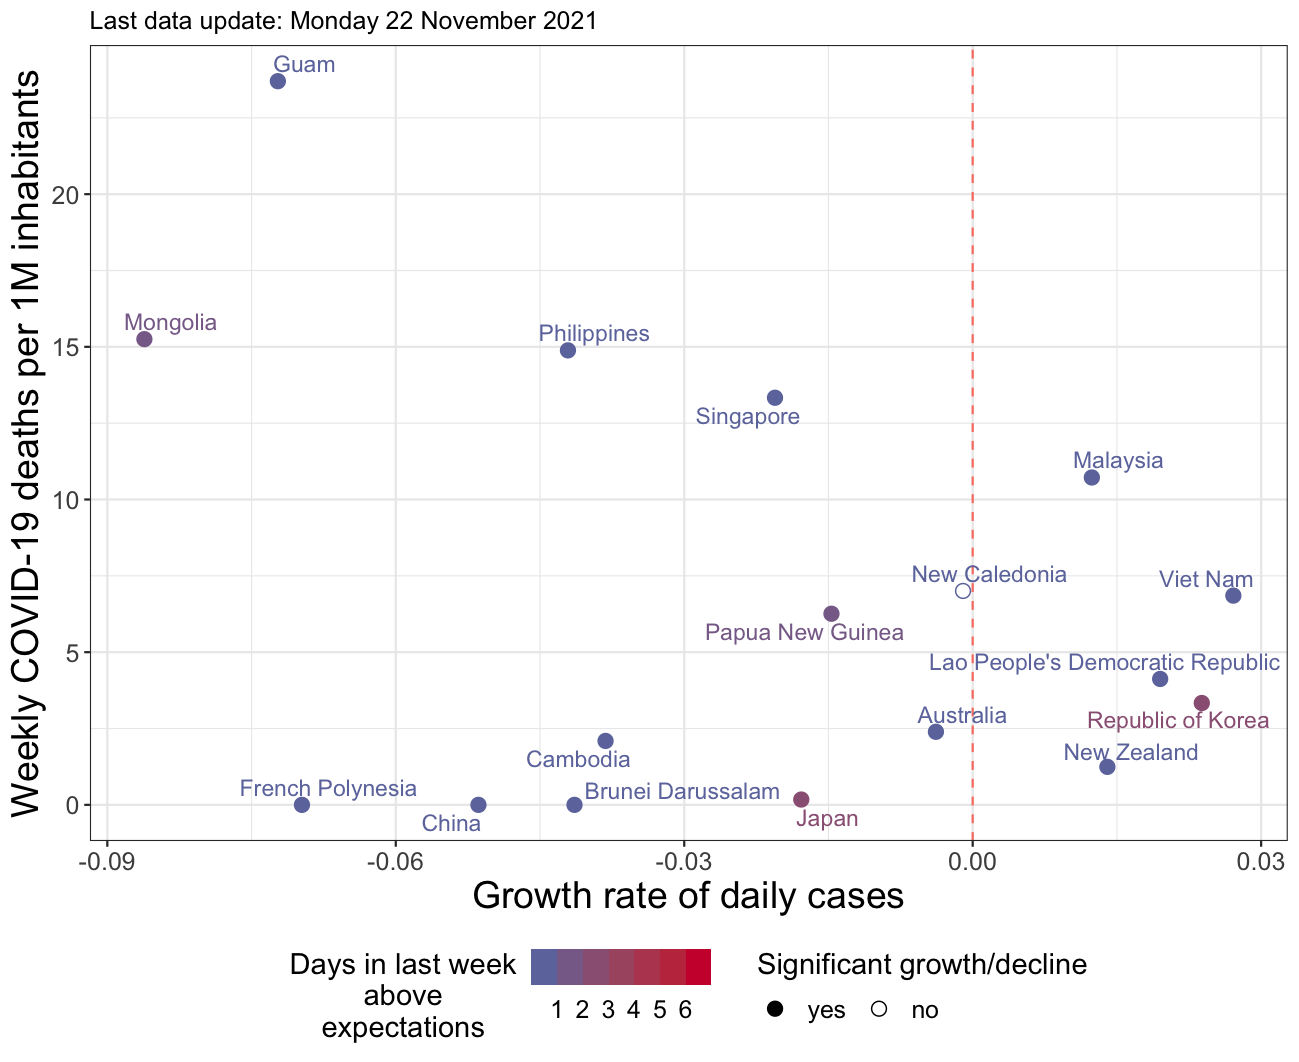 Last data update: Monday 22 November 2021
Weekly COVID-19 deaths per 1M inhabitants
20
15
10
5
0
Guam
Mongolia
Philippines
Singapore
Malaysia
New Caledonia
Viet Nam
Papua New Guinea
Lao People's Democratic Republic
Republic of Korea
Australia
New Zealand
Cambodia
French Polynesia
Brunei Darussalam
China
Japan
-0.09 -0.06 -0.03 0.00 0.03
Growth rate of daily cases
Days in last week
above
expectations
1 2 3 4 5 6
Significant growth/decline
yes no